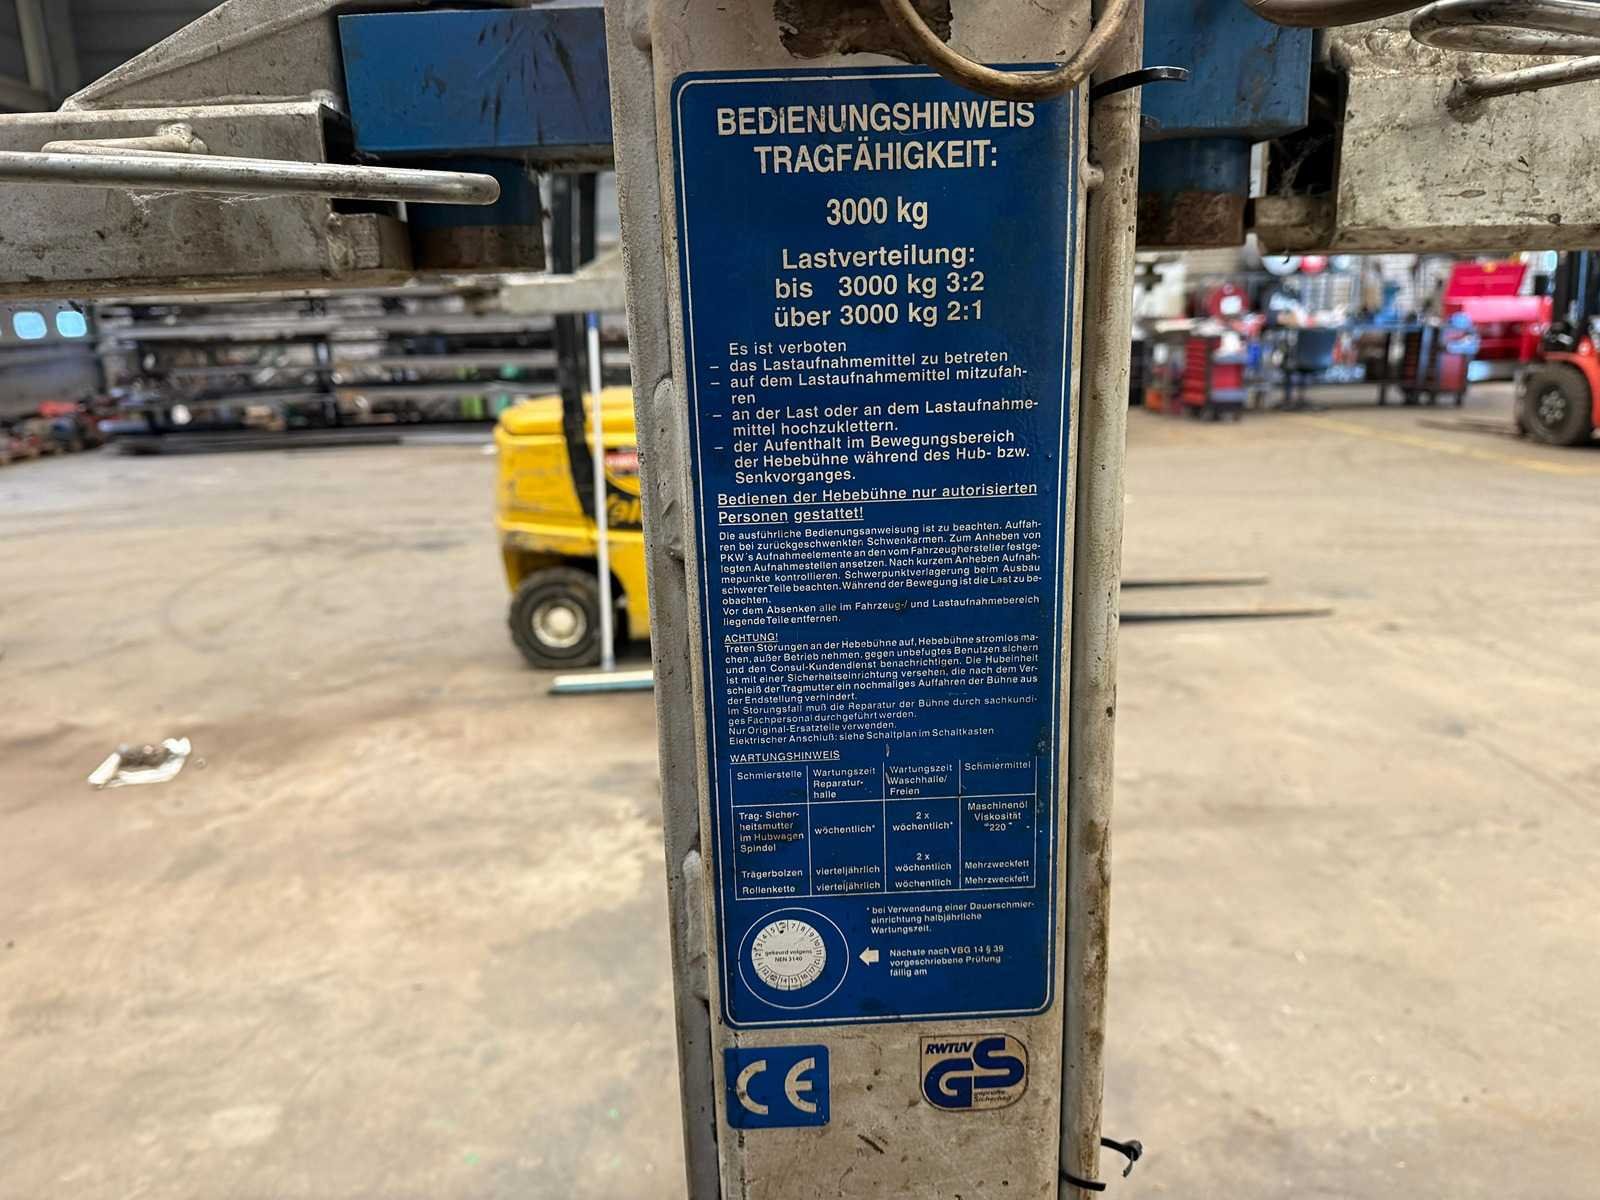 BEDIENUNGSHINWEIS
TRAGFÄHIGKEIT:
3000 kg
Lastverteilung:
bis 3000 kg 3:2
über 3000 kg 2:1
Es ist verboten
– das Lastaufnahmemittel zu betreten
– auf dem Lastaufnahmemittel mitzufah-
ren
– an der Last oder an dem Lastaufnahme-
mittel hochzuklettern.
– der Aufenthalt im Bewegungsbereich
der Hebebühne während des Hub- bzw.
Senkvorganges.
Bedienen der Hebebühne nur autorisierten
Personen gestattet!
Die ausführliche Bedienungsanweisung ist zu beachten. Auffah-
ren bei zurückgeschwenkten Schwenkarmen. Zum Anheben von
PKW's Aufnahmeelemente an den vom Fahrzeughersteller festge-
legten Aufnahmestellen ansetzen. Nach kurzem Anheben Aufnah-
mepunkte kontrollieren. Schwerpunktverlagerung beim Ausbau
schwerer Teile beachten. Während der Bewegung ist die Last zu be-
obachten.
Vor dem Absenken alle im Fahrzeug-/ und Lastaufnahmebereich
liegende Teile entfernen.
ACHTUNG!
Treten Störungen an der Hebebühne auf, Hebebühne stromlos ma-
chen, außer Betrieb nehmen, gegen unbefugtes Benutzen sichern
und den Consul-Kundendienst benachrichtigen. Die Hubeinheit
ist mit einer Sicherheitseinrichtung versehen, die nach dem Ver-
schleiß der Tragmutter ein nochmaliges Auffahren der Bühne aus
der Endstellung verhindert.
Im Störungsfall muß die Reparatur der Bühne durch sachkundi-
ges Fachpersonal durchgeführt werden.
Nur Original-Ersatzteile verwenden.
Elektrischer Anschluß: siehe Schaltplan im Schaltkasten
WARTUNGSHINWEIS
Schmierstelle Wartungszeit Reparatur-halle Wartungszeit Waschhalle/ Freien Schmiermittel
Trag- Sicher-heitsmutter im Hubwagen Spindel wöchentlich* 2 x wöchentlich* Maschinenöl Viskosität "220"
Trägerbolzen vierteljährlich 2 x wöchentlich Mehrzweckfett
Rollenkette vierteljährlich wöchentlich Mehrzweckfett
* bei Verwendung einer Dauerschmier-
einrichtung halbjährliche
Wartungszeit.
gekeurd volgens
NEN 3140
Nächste nach VBG 14 § 39
vorgeschriebene Prüfung
fällig am
CE
RWTÜV
GS
geprüfte
Sicherheit